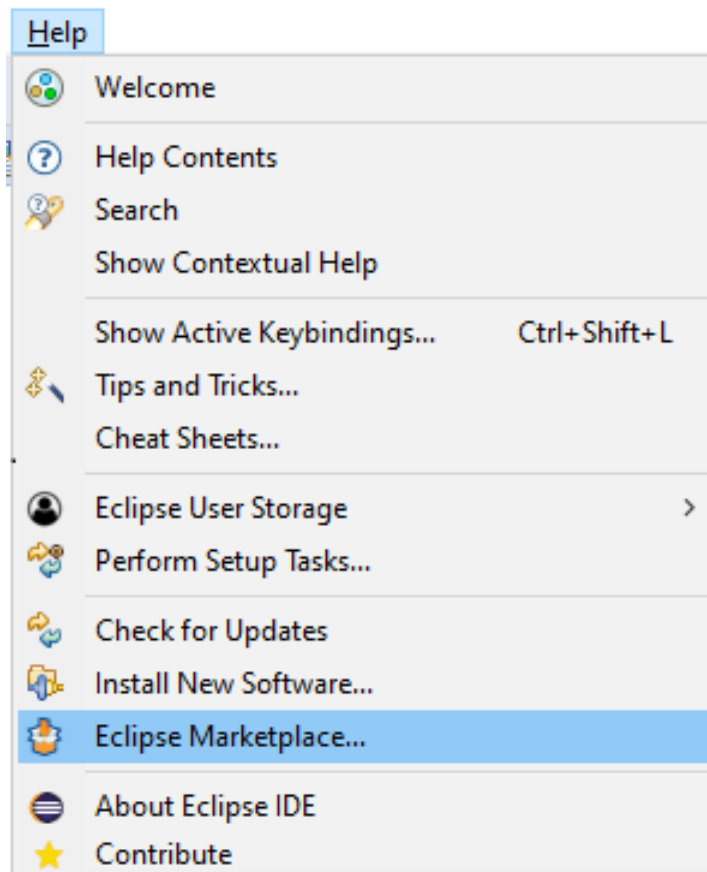 Help
Welcome
Help Contents
Search
Show Contextual Help
Show Active Keybindings... Ctrl+Shift+L
Tips and Tricks...
Cheat Sheets...
Eclipse User Storage
Perform Setup Tasks...
Check for Updates
Install New Software...
Eclipse Marketplace...
About Eclipse IDE
Contribute